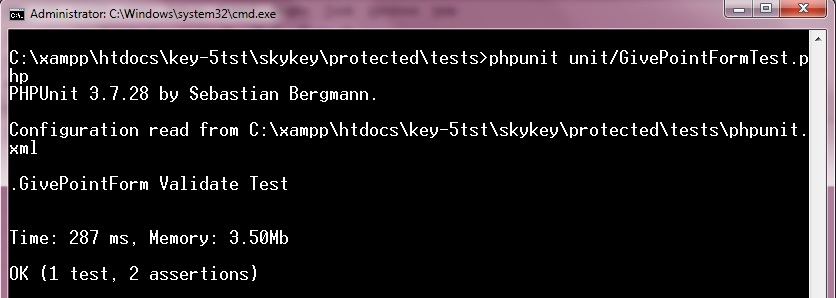 Administrator: C:\Windows\system32\cmd.exe
C:\xampp\htdocs\key-5tst\skykey\protected\tests>phpunit unit/GivePointFormTest.p
hp
PHPUnit 3.7.28 by Sebastian Bergmann.
Configuration read from C:\xampp\htdocs\key-5tst\skykey\protected\tests\phpunit.
xml
.GivePointForm Validate Test
Time: 287 ms, Memory: 3.50Mb
OK (1 test, 2 assertions)